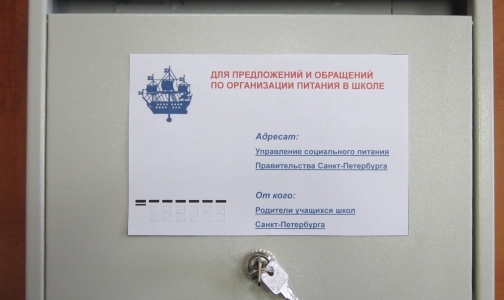 ДЛЯ ПРЕДЛОЖЕНИЙ И ОБРАЩЕНИЙ
ПО ОРГАНИЗАЦИИ ПИТАНИЯ В ШКОЛЕ
Адресат:
Управление социального питания
Правительства Санкт-Петербурга
От кого:
Родители учащихся школ
Санкт-Петербурга